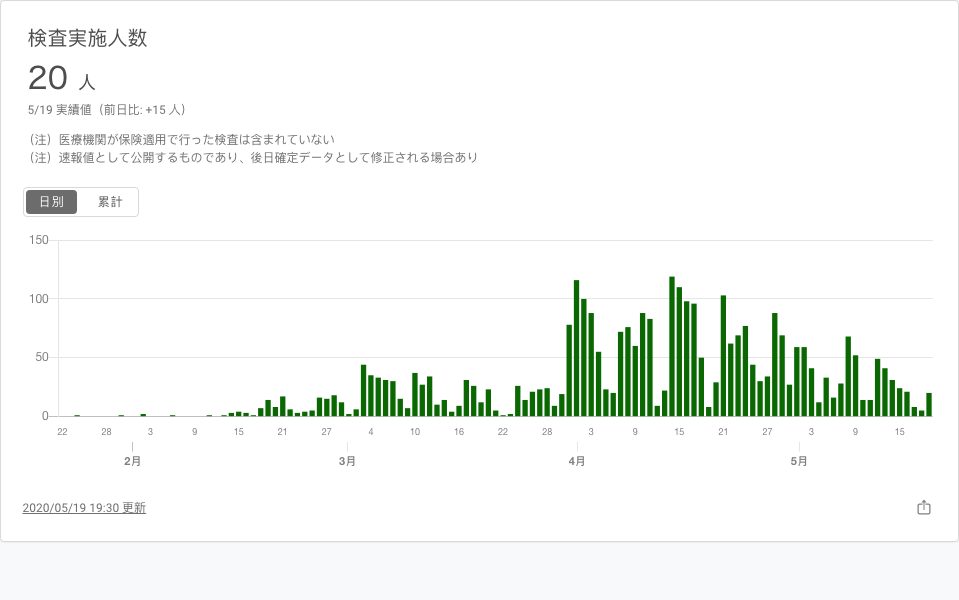 検査実施人数
20 人
5/19 実績値（前日比: +15 人）
（注）医療機関が保険適用で行った検査は含まれていない
（注）速報値として公開するものであり、後日確定データとして修正される場合あり
日別 累計
150
100
50
0
22 28 3 9 15 21 27 4 10 16 22 28 3 9 15 21 27 3 9 15
2月 3月 4月 5月
2020/05/19 19:30 更新